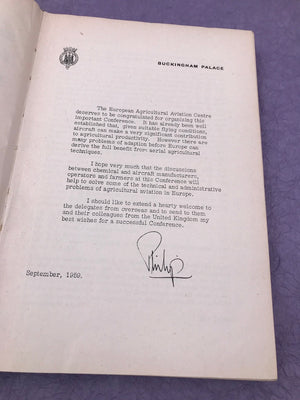 BUCKINGHAM PALACE
The European Agricultural Aviation Centre
deserves to be congratulated for organizing this
Important Conference. It has already been well
established that, given suitable flying conditions,
aircraft can make a very significant contribution
to agricultural productivity. However there are
many problems of adaption before Europe can
derive the full benefit from aerial agricultural
techniques.
I hope very much that the discussions
between chemical and aircraft manufacturers,
operators and farmers at this Conference will
help to solve some of the technical and administrative
problems of agricultural aviation in Europe.
I should like to extend a hearty welcome to
the delegates from overseas and to send to them
and their colleagues from the United Kingdom my
best wishes for a successful Conference.
Philip
September, 1959.